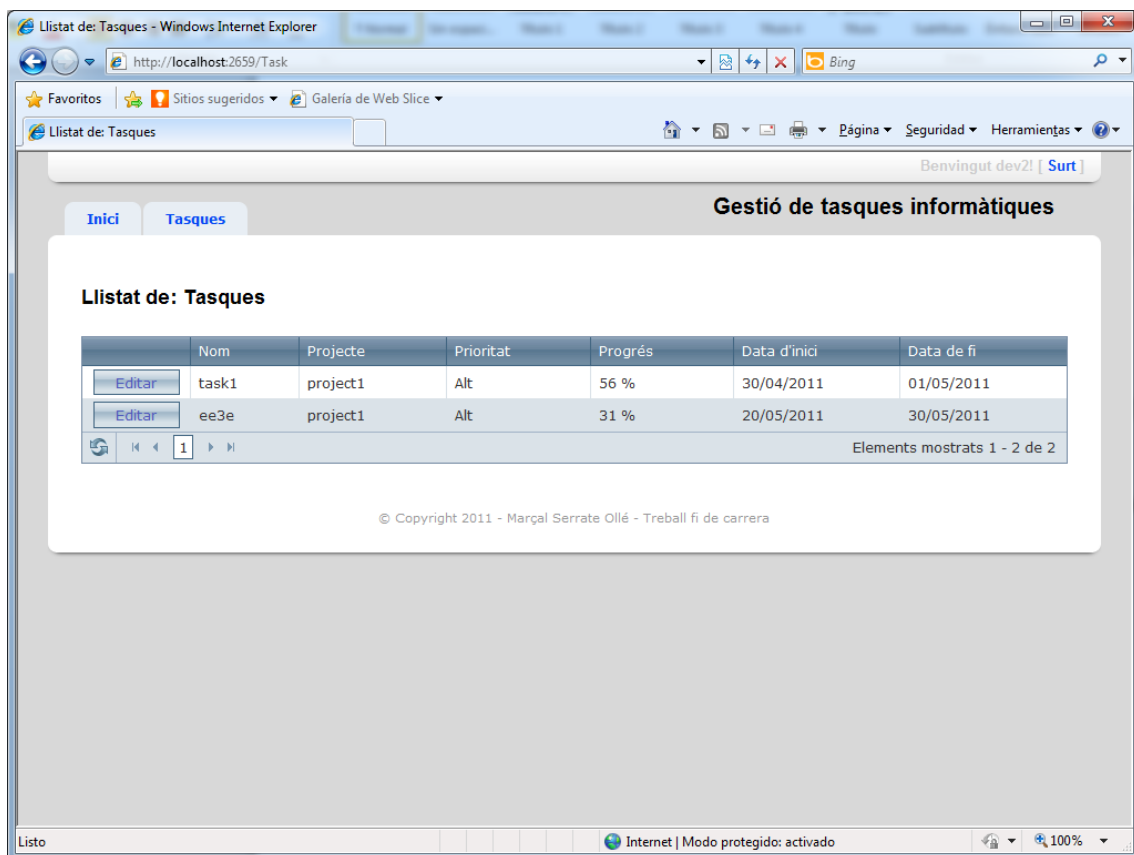 Llistat de: Tasques - Windows Internet Explorer
http://localhost:2659/Task
Bing
Favoritos Sitios sugeridos Galería de Web Slice
Llistat de: Tasques
Página Seguridad Herramientas
Benvingut dev2! [ Surt ]
Inici Tasques
Gestió de tasques informàtiques
Llistat de: Tasques
Nom Projecte Prioritat Progrés Data d'inici Data de fi
Editar task1 project1 Alt 56 % 30/04/2011 01/05/2011
Editar ee3e project1 Alt 31 % 20/05/2011 30/05/2011
1 Elements mostrats 1 - 2 de 2
© Copyright 2011 - Marçal Serrate Ollé - Treball fi de carrera
Listo Internet | Modo protegido: activado 100%